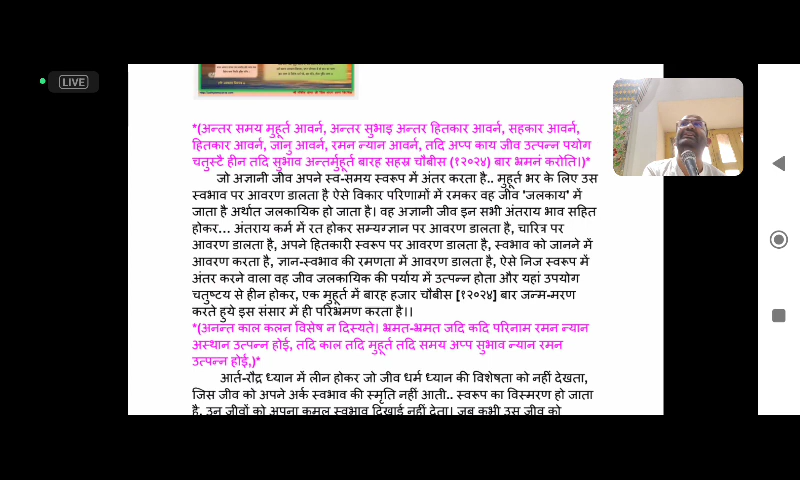 LIVE
*(अन्तर समय मुहूर्त आवर्न, अन्तर सुभाइ अन्तर हितकार आवर्न, सहकार आवर्न,
हितकार आवर्न, जानु आवर्न, रमन न्यान आवर्न, तदि अप्प काय जीव उत्पन्न पयोग
चतुस्टै हीन तदि सुभाव अन्तर्मुहूर्त बारह सहस्र चौबीस (१२०२४) बार भ्रमनं करोति।)*
जो अज्ञानी जीव अपने स्व-समय स्वरूप में अंतर करता है.. मुहूर्त भर के लिए उस
स्वभाव पर आवरण डालता है ऐसे विकार परिणामों में रमकर वह जीव 'जलकाय' में
जाता है अर्थात जलकायिक हो जाता है। वह अज्ञानी जीव इन सभी अंतराय भाव सहित
होकर... अंतराय कर्म में रत होकर सम्यग्ज्ञान पर आवरण डालता है, चारित्र पर
आवरण डालता है, अपने हितकारी स्वरूप पर आवरण डालता है, स्वभाव को जानने में
आवरण करता है, ज्ञान-स्वभाव की रमणता में आवरण डालता है, ऐसे निज स्वरूप में
अंतर करने वाला वह जीव जलकायिक की पर्याय में उत्पन्न होता और यहां उपयोग
चतुष्टय से हीन होकर, एक मुहूर्त में बारह हजार चौबीस [१२०२४] बार जन्म-मरण
करते हुये इस संसार में ही परिभ्रमण करता है।।
*(अनन्त काल कलन विसेष न दिस्यते। भ्रमत-भ्रमत जदि कदि परिनाम रमन न्यान
अस्थान उत्पन्न होई, तदि काल तदि मुहूर्त तदि समय अप्प सुभाव न्यान रमन
उत्पन्न होई,)*
आर्त-रौद्र ध्यान में लीन होकर जो जीव धर्म ध्यान की विशेषता को नहीं देखता,
जिस जीव को अपने अर्क स्वभाव की स्मृति नहीं आती.. स्वरूप का विस्मरण हो जाता
है, उन जीवों को अपना कमल स्वभाव दिखाई नहीं देता। जब कभी उस जीव को